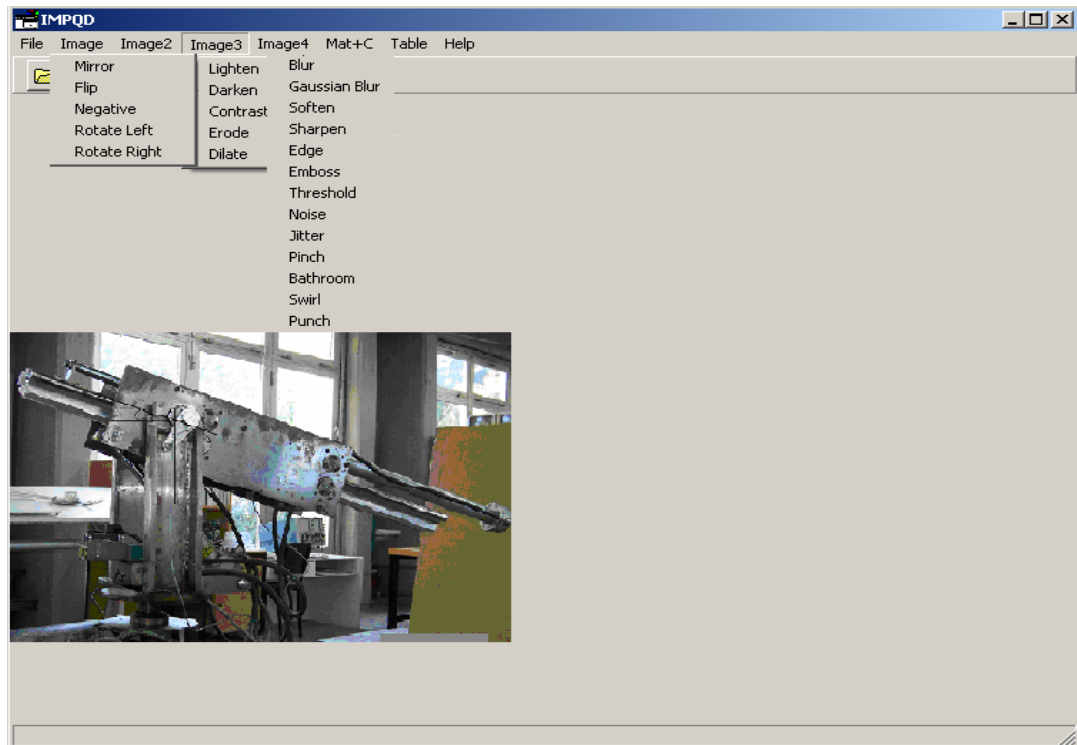 IMPQD
File Image Image2 Image3 Image4 Mat+C Table Help
Mirror
Flip
Negative
Rotate Left
Rotate Right
Lighten
Darken
Contrast
Erode
Dilate
Blur
Gaussian Blur
Soften
Sharpen
Edge
Emboss
Threshold
Noise
Jitter
Pinch
Bathroom
Swirl
Punch